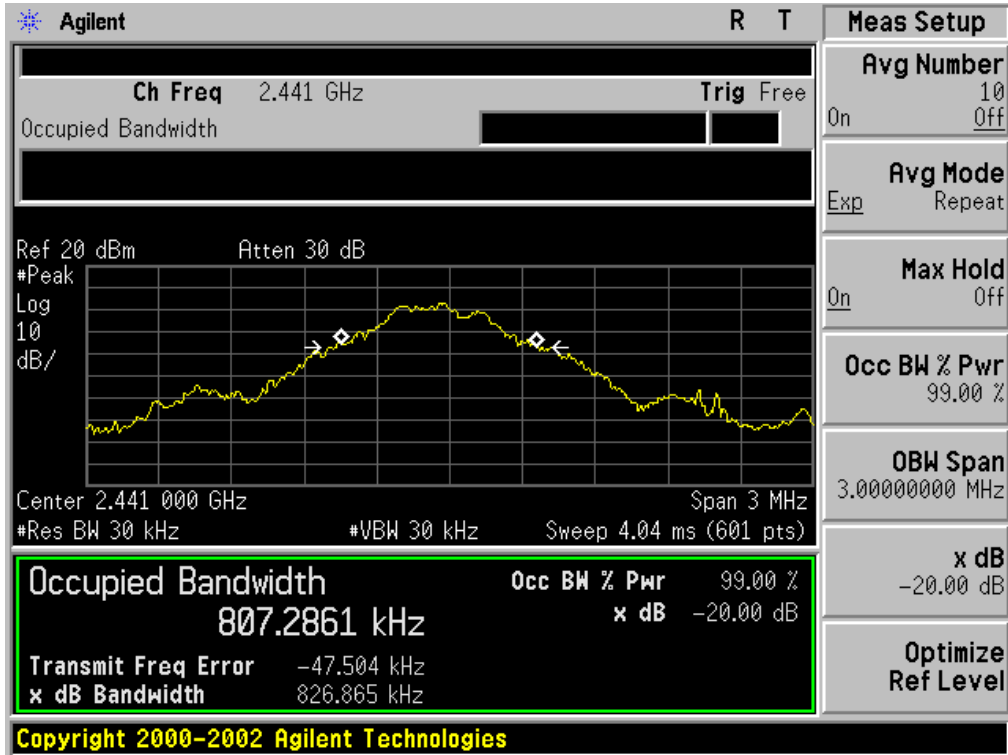 Agilent R T
Ch Freq 2.441 GHz Trig Free
Occupied Bandwidth
Ref 20 dBm Atten 30 dB
#Peak
Log
10
dB/
Center 2.441 000 GHz Span 3 MHz
#Res BW 30 kHz #VBW 30 kHz Sweep 4.04 ms (601 pts)
Occupied Bandwidth Occ BW % Pwr 99.00 %
807.2861 kHz x dB -20.00 dB
Transmit Freq Error -47.504 kHz
x dB Bandwidth 826.865 kHz
Copyright 2000-2002 Agilent Technologies
Meas Setup
Avg Number
10
On Off
Avg Mode
Exp Repeat
Max Hold
On Off
Occ BW % Pwr
99.00 %
OBW Span
3.00000000 MHz
x dB
-20.00 dB
Optimize
Ref Level